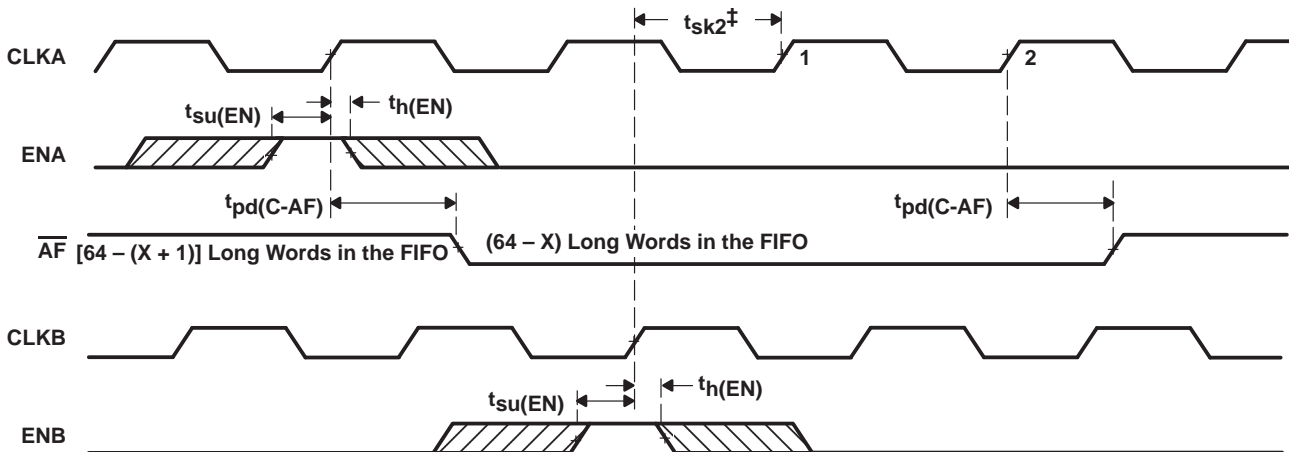 tsk2‡
CLKA
1
2
tsu(EN)
th(EN)
ENA
tpd(C-AF)
tpd(C-AF)
AF [64 – (X + 1)] Long Words in the FIFO
(64 – X) Long Words in the FIFO
CLKB
tsu(EN)
th(EN)
ENB